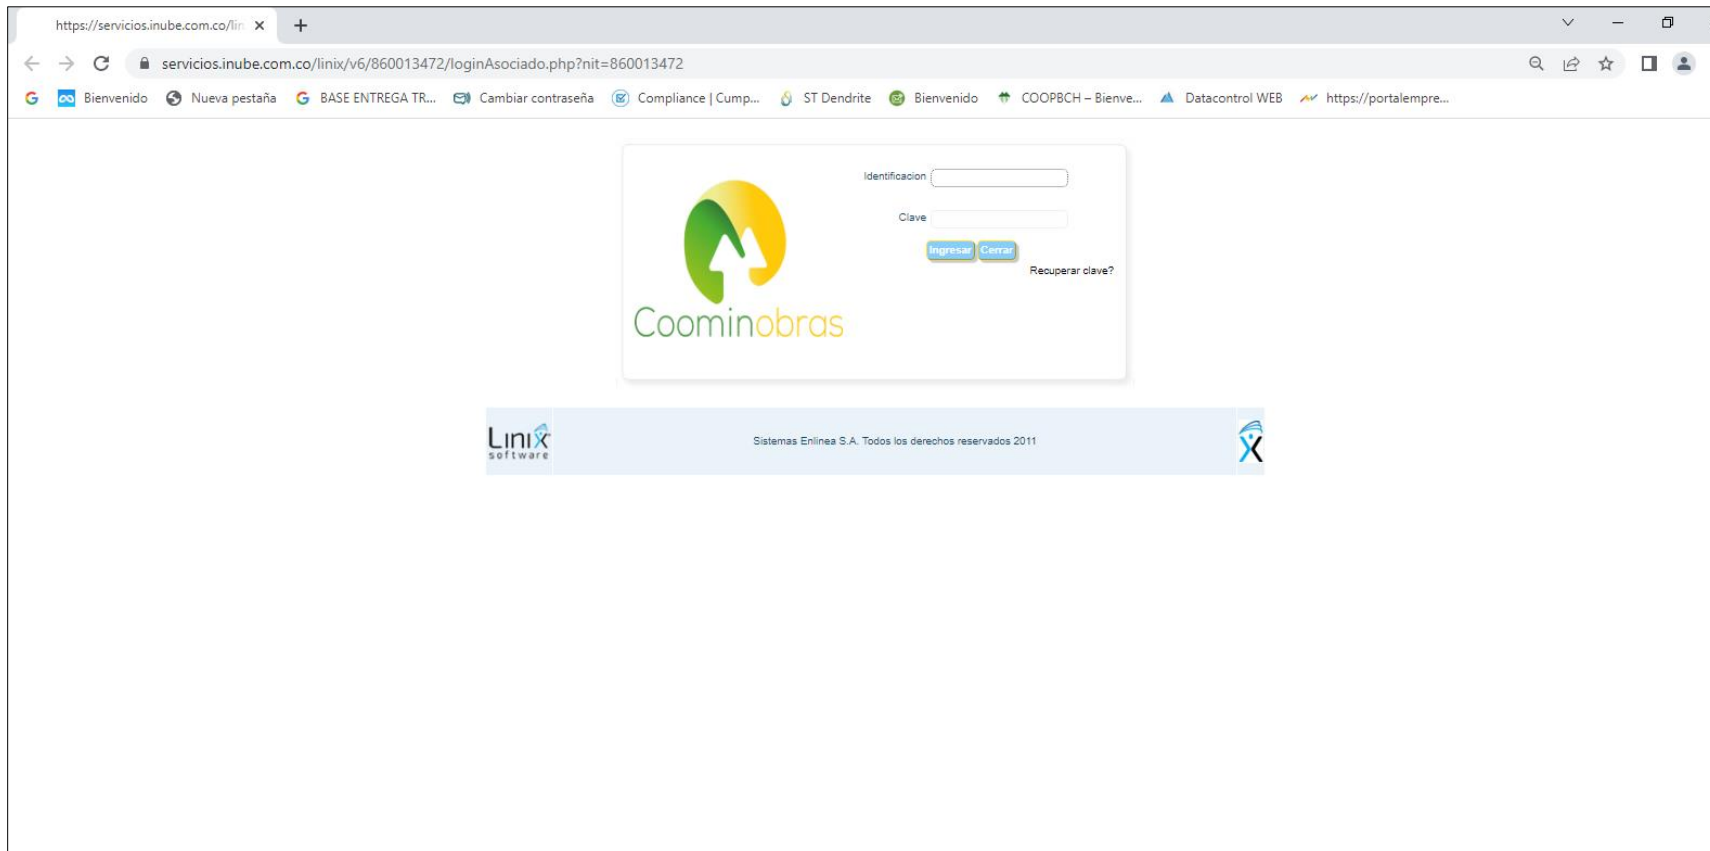 https://servicios.inube.com.co/lin
servicios.inube.com.co/linix/v6/860013472/loginAsociado.php?nit=860013472
Bienvenido Nueva pestaña BASE ENTREGA TR... Cambiar contraseña Compliance | Cump... ST Dendrite Bienvenido COOPBCH – Bienve... Datacontrol WEB https://portalempre...
Identificacion
Clave
Ingresar Cerrar
Recuperar clave?
Coominobras
Linix
software
Sistemas Enlinea S.A. Todos los derechos reservados 2011